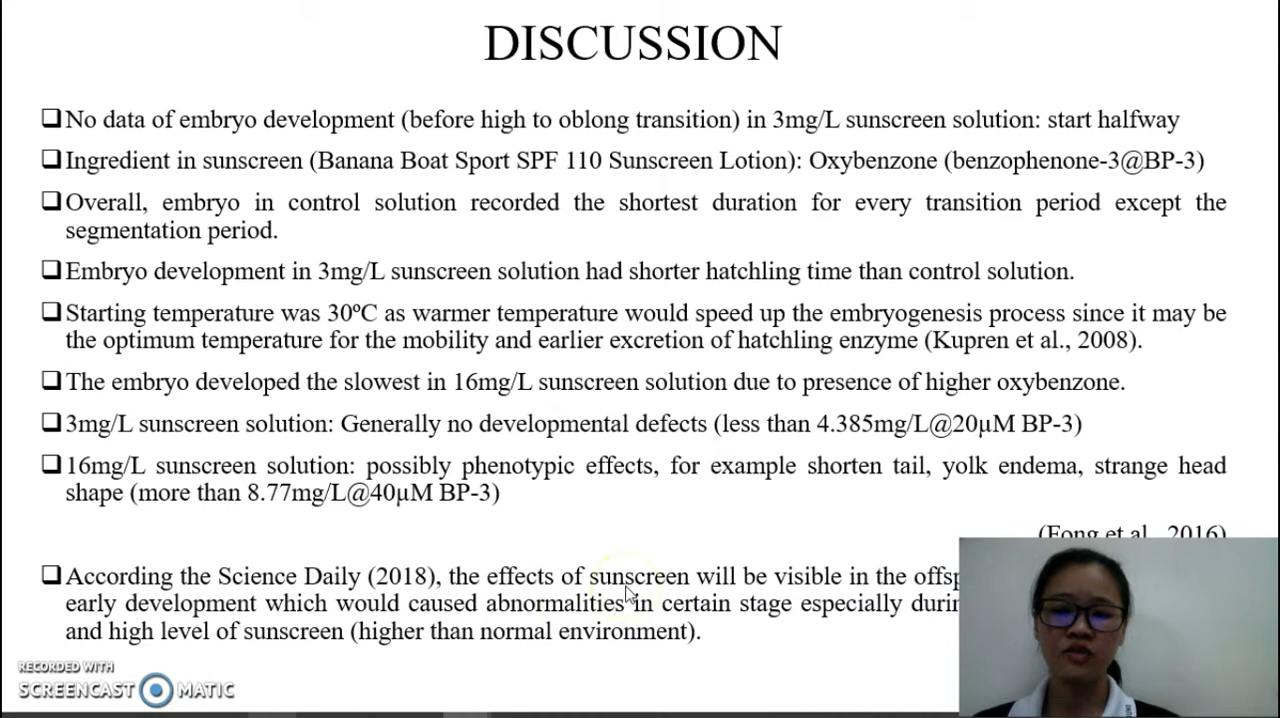 DISCUSSION
No data of embryo development (before high to oblong transition) in 3mg/L sunscreen solution: start halfway
Ingredient in sunscreen (Banana Boat Sport SPF 110 Sunscreen Lotion): Oxybenzone (benzophenone-3@BP-3)
Overall, embryo in control solution recorded the shortest duration for every transition period except the
segmentation period.
Embryo development in 3mg/L sunscreen solution had shorter hatchling time than control solution.
Starting temperature was 30ºC as warmer temperature would speed up the embryogenesis process since it may be
the optimum temperature for the mobility and earlier excretion of hatchling enzyme (Kupren et al., 2008).
The embryo developed the slowest in 16mg/L sunscreen solution due to presence of higher oxybenzone.
3mg/L sunscreen solution: Generally no developmental defects (less than 4.385mg/L@20µM BP-3)
16mg/L sunscreen solution: possibly phenotypic effects, for example shorten tail, yolk endema, strange head
shape (more than 8.77mg/L@40µM BP-3)
(Fong et al., 2016)
According the Science Daily (2018), the effects of sunscreen will be visible in the
early development which would caused abnormalities in certain stage especially
and high level of sunscreen (higher than normal environment).
RECORDED WITH
SCREENCAST MATIC